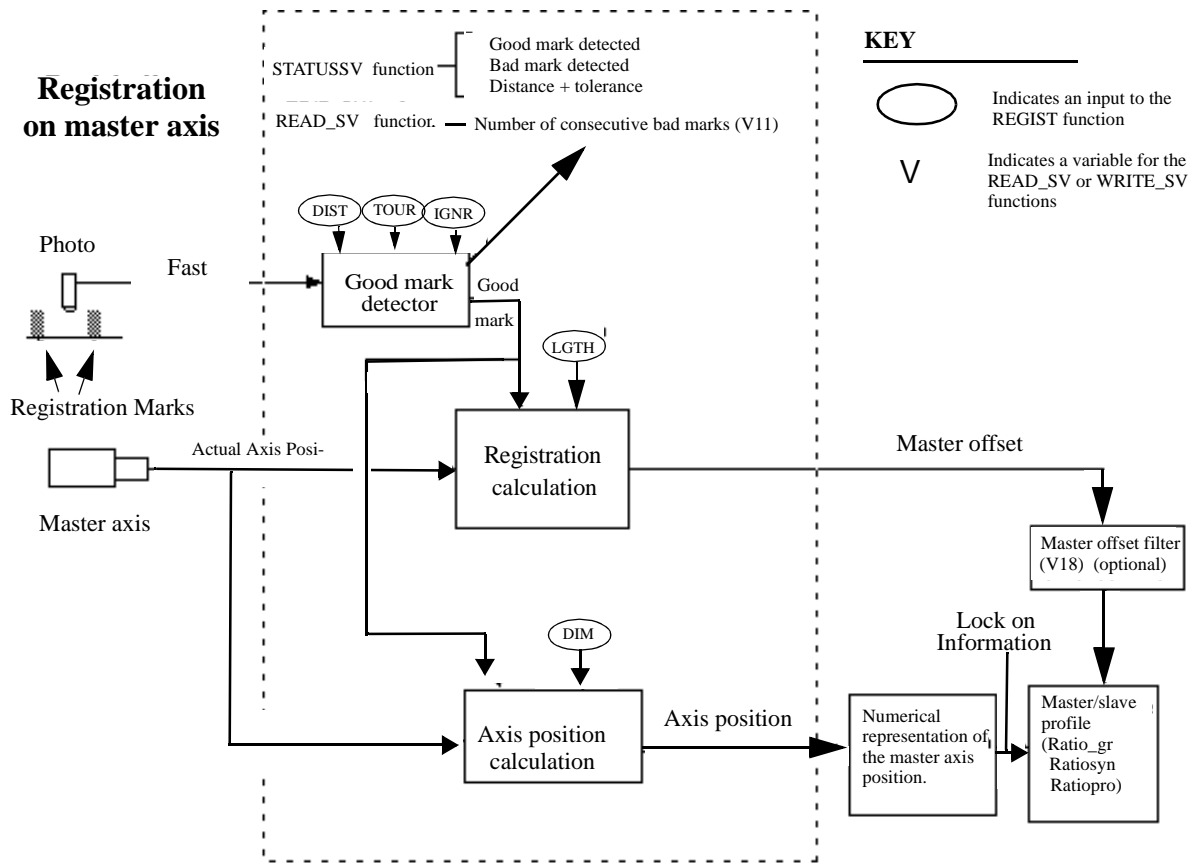 Registration
on master axis
STATUSSV function
Good mark detected
Bad mark detected
Distance + tolerance
READ_SV function
Number of consecutive bad marks (V11)
KEY
Indicates an input to the
REGIST function
V
Indicates a variable for the
READ_SV or WRITE_SV
functions
DIST
TOUR
IGNR
Photo
Fast
Good mark
detector
Good
mark
LGTH
Registration Marks
Actual Axis Posi-
Registration
calculation
Master offset
Master axis
Master offset filter
(V18) (optional)
Lock on
Information
DIM
Axis position
calculation
Axis position
Numerical
representation of
the master axis
position.
Master/slave
profile
(Ratio_gr
Ratiosyn
Ratiopro)